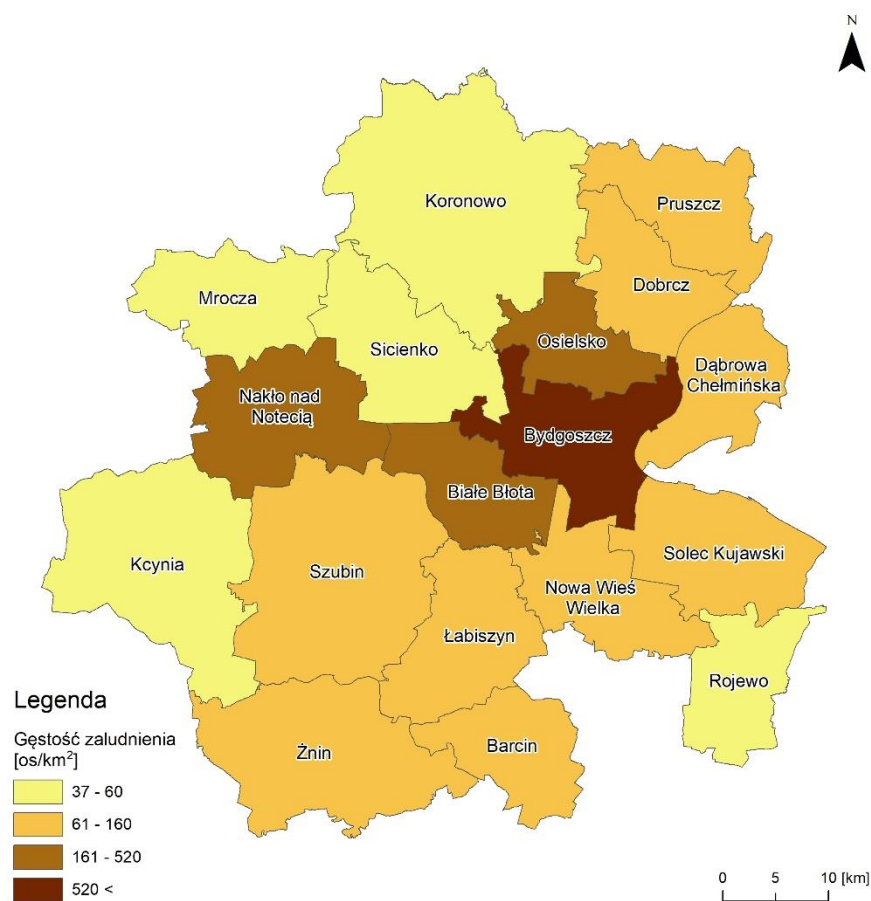 N
Koronowo
Pruszcz
Dobrcz
Mrocza
Osielsko
Sicienko
Dąbrowa
Chełmińska
Nakło nad
Notecią
Bydgoszcz
Białe Błota
Solec Kujawski
Kcynia
Szubin
Nowa Wieś
Wielka
Łabiszyn
Rojewo
Żnin
Barcin
Legenda
Gęstość zaludnienia
[os/km²]
37 - 60
61 - 160
161 - 520
520 <
0 5 10 [km]